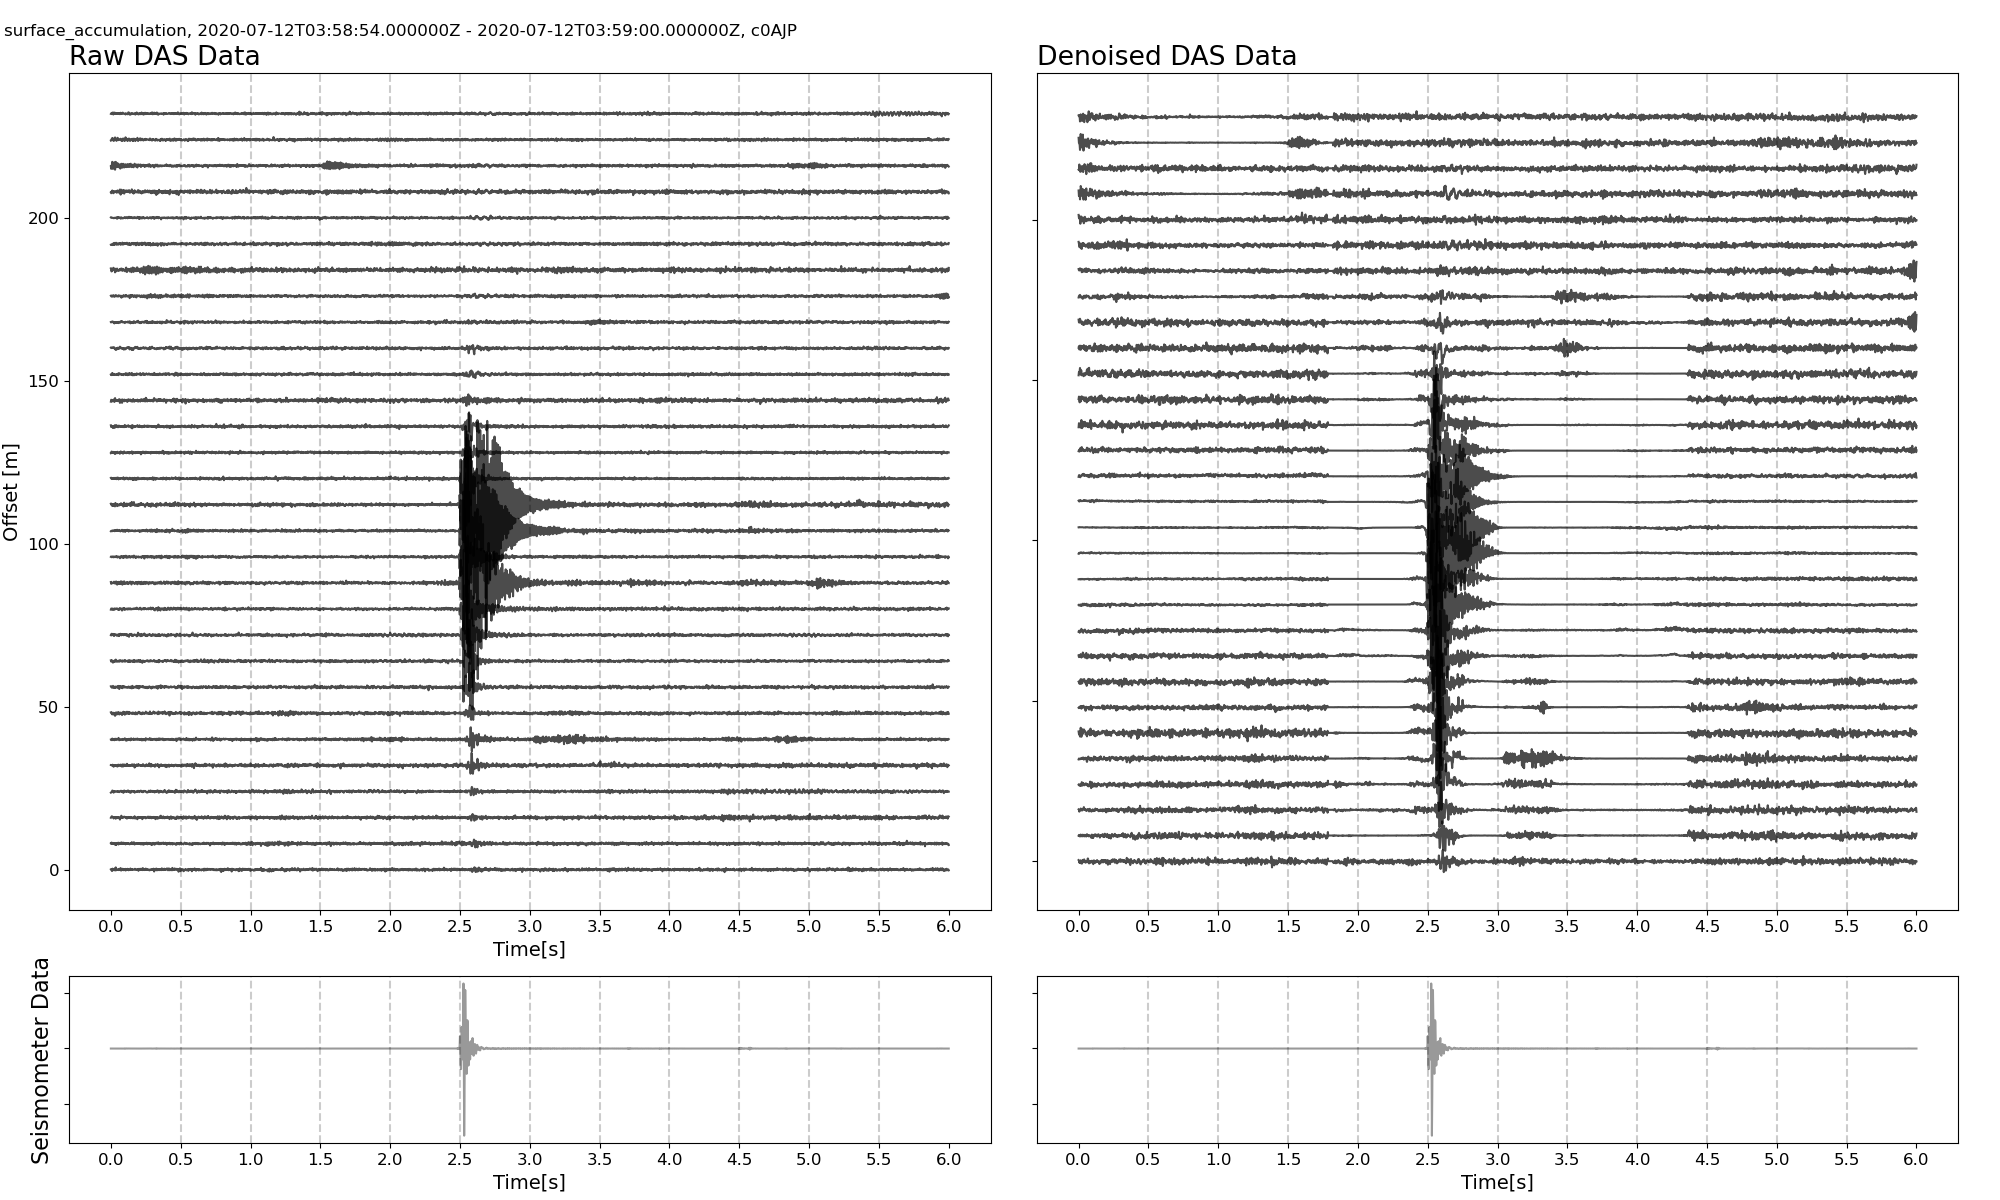 surface_accumulation, 2020-07-12T03:58:54.000000Z - 2020-07-12T03:59:00.000000Z, c0AJP
Raw DAS Data
Denoised DAS Data
Offset [m]
200
150
100
50
0
0.0 0.5 1.0 1.5 2.0 2.5 3.0 3.5 4.0 4.5 5.0 5.5 6.0
Time[s]
0.0 0.5 1.0 1.5 2.0 2.5 3.0 3.5 4.0 4.5 5.0 5.5 6.0
Seismometer Data
0.0 0.5 1.0 1.5 2.0 2.5 3.0 3.5 4.0 4.5 5.0 5.5 6.0
Time[s]
0.0 0.5 1.0 1.5 2.0 2.5 3.0 3.5 4.0 4.5 5.0 5.5 6.0
Time[s]